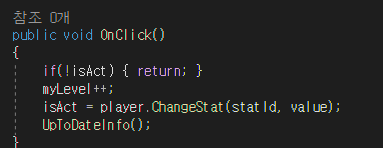 참조 0개
public void OnClick()
{
if(!isAct) { return; }
myLevel++;
isAct = player.ChangeStat(statId, value);
UpToDateInfo();
}